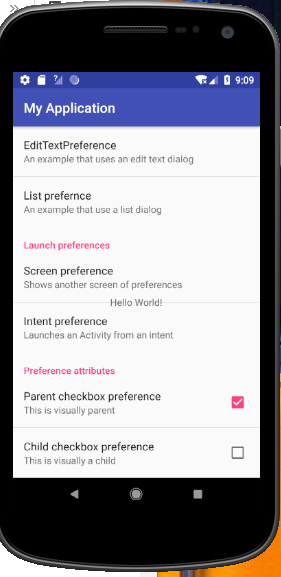 9:09
My Application
EditTextPreference
An example that uses an edit text dialog
List prefernce
An example that use a list dialog
Launch preferences
Screen preference
Shows another screen of preferences
Hello World!
Intent preference
Launches an Activity from an intent
Preference attributes
Parent checkbox preference
This is visually parent
Child checkbox preference
This is visually a child